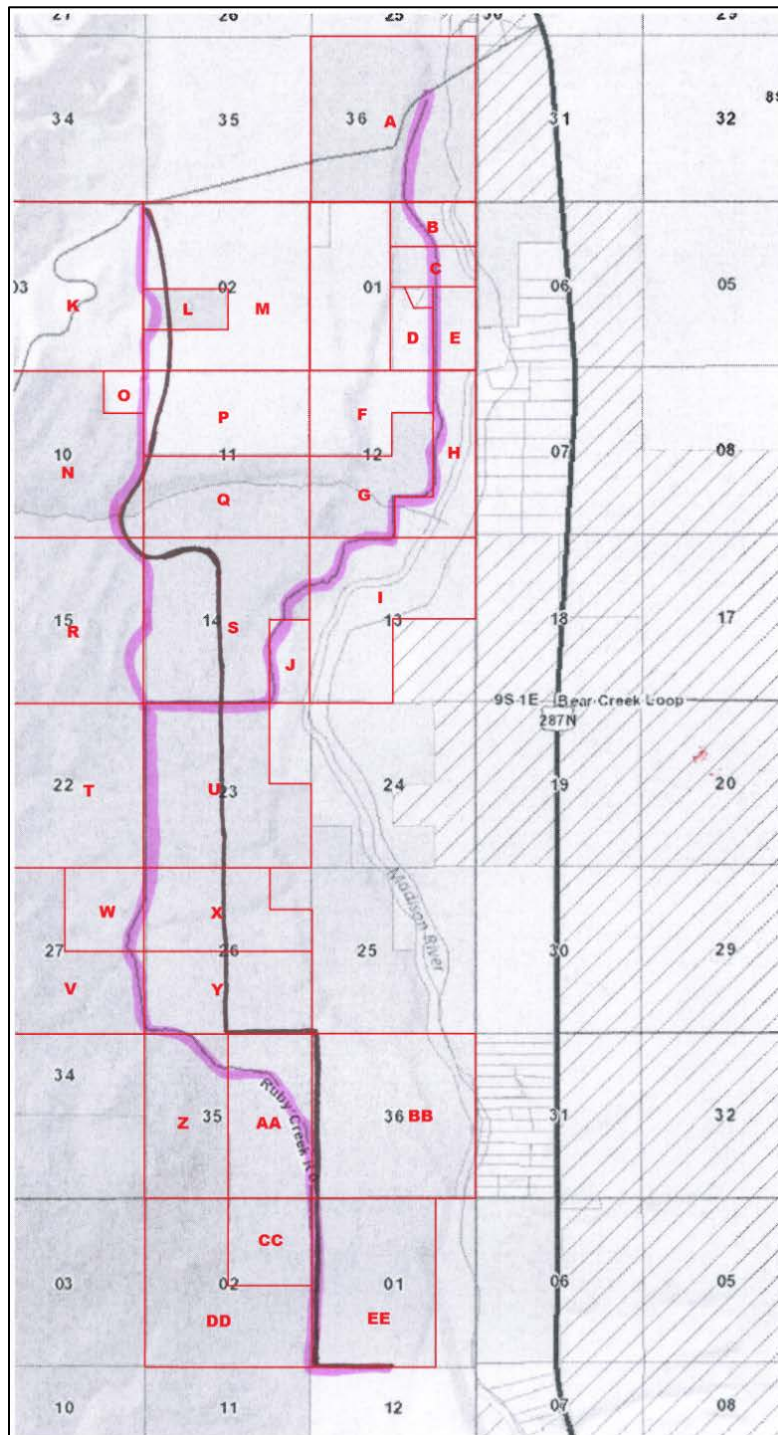 27 26 25 30 29
34 35 36 A 31 32
B
03 K L 02 M 01 C 06 05
D E
O P F
10 N 11 12 H 07 08
Q G
15 R 14 S I 13 18 17
J
9S 1E Bear Creek Loop
287N
22 T U 23 24 19 20
Madison River
W X
27 26 25 30 29
V Y
34
Ruby Creek Rd
Z 35 AA 36 BB 31 32
CC
03 02 01 06 05
DD EE
10 11 12 07 08